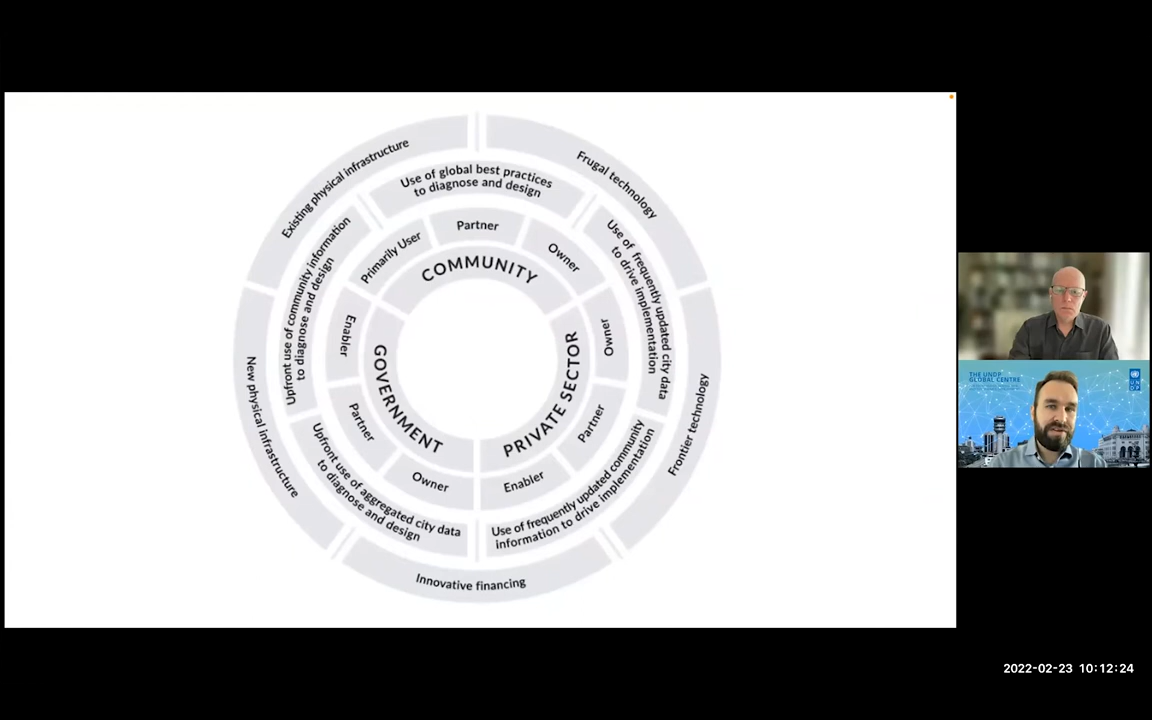 Existing physical infrastructure
Frugal technology
Frontier technology
Innovative financing
New physical infrastructure
Use of global best practices
to diagnose and design
Use of frequently updated city data
to drive implementation
Use of frequently updated community
information to drive implementation
Upfront use of aggregated city data
to diagnose and design
Upfront use of community information
to diagnose and design
Primarily User
Partner
Owner
COMMUNITY
Owner
Partner
Enabler
PRIVATE SECTOR
Enabler
Partner
Owner
GOVERNMENT
THE UNDP
GLOBAL CENTRE
U N
D P
2022-02-23 10:12:24